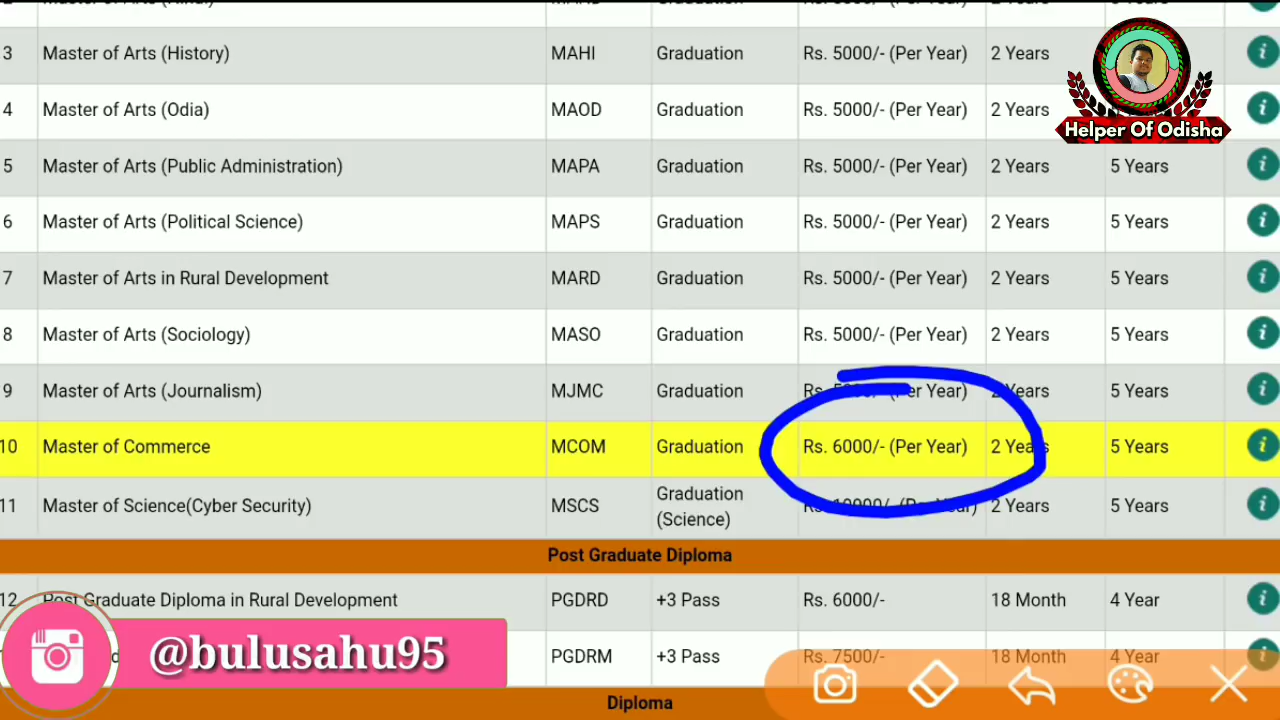 3 Master of Arts (History) MAHI Graduation Rs. 5000/- (Per Year) 2 Years
4 Master of Arts (Odia) MAOD Graduation Rs. 5000/- (Per Year) 2 Years
Helper Of Odisha
5 Master of Arts (Public Administration) MAPA Graduation Rs. 5000/- (Per Year) 2 Years 5 Years
6 Master of Arts (Political Science) MAPS Graduation Rs. 5000/- (Per Year) 2 Years 5 Years
7 Master of Arts in Rural Development MARD Graduation Rs. 5000/- (Per Year) 2 Years 5 Years
8 Master of Arts (Sociology) MASO Graduation Rs. 5000/- (Per Year) 2 Years 5 Years
9 Master of Arts (Journalism) MJMC Graduation Rs. (Per Year) Years 5 Years
10 Master of Commerce MCOM Graduation Rs. 6000/- (Per Year) 2 Years 5 Years
11 Master of Science(Cyber Security) MSCS Graduation (Science) Rs. (Per Year) 2 Years 5 Years
Post Graduate Diploma
12 Post Graduate Diploma in Rural Development PGDRD +3 Pass Rs. 6000/- 18 Month 4 Year
@bulusahu95
PGDRM +3 Pass Rs. 7500/- 18 Month 4 Year
Diploma